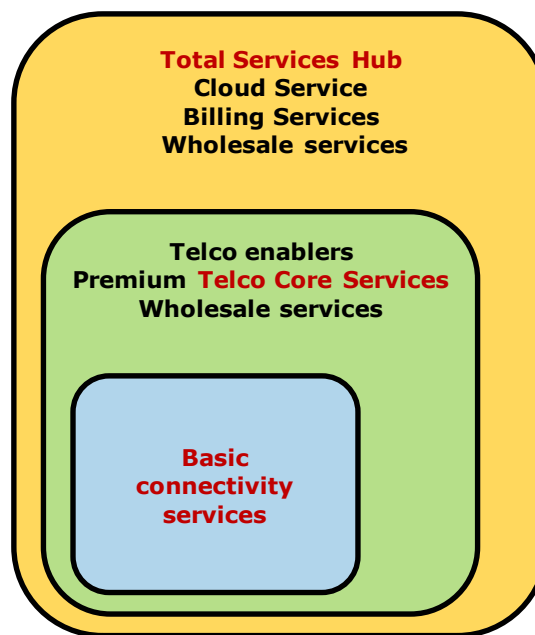 Total Services Hub
Cloud Service
Billing Services
Wholesale services
Telco enablers
Premium Telco Core Services
Wholesale services
Basic
connectivity
services